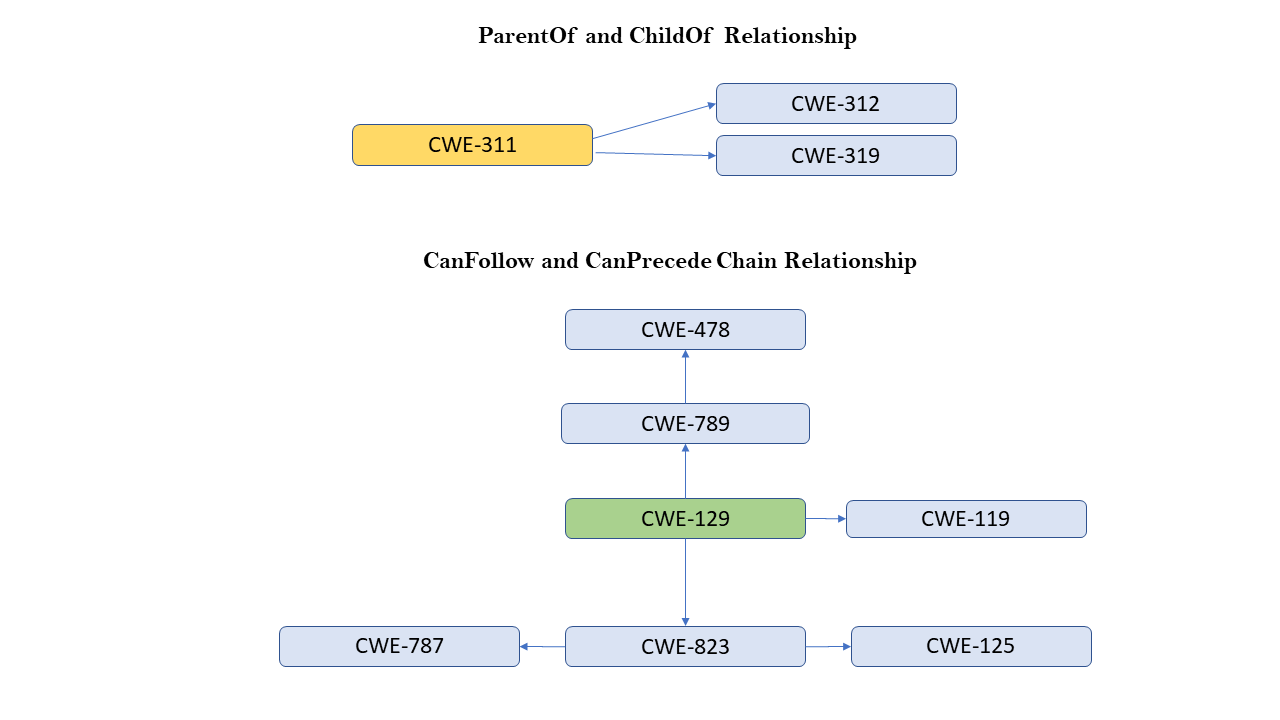 ParentOf and ChildOf Relationship
CWE-312
CWE-311
CWE-319
CanFollow and CanPrecede Chain Relationship
CWE-478
CWE-789
CWE-129
CWE-119
CWE-787
CWE-823
CWE-125